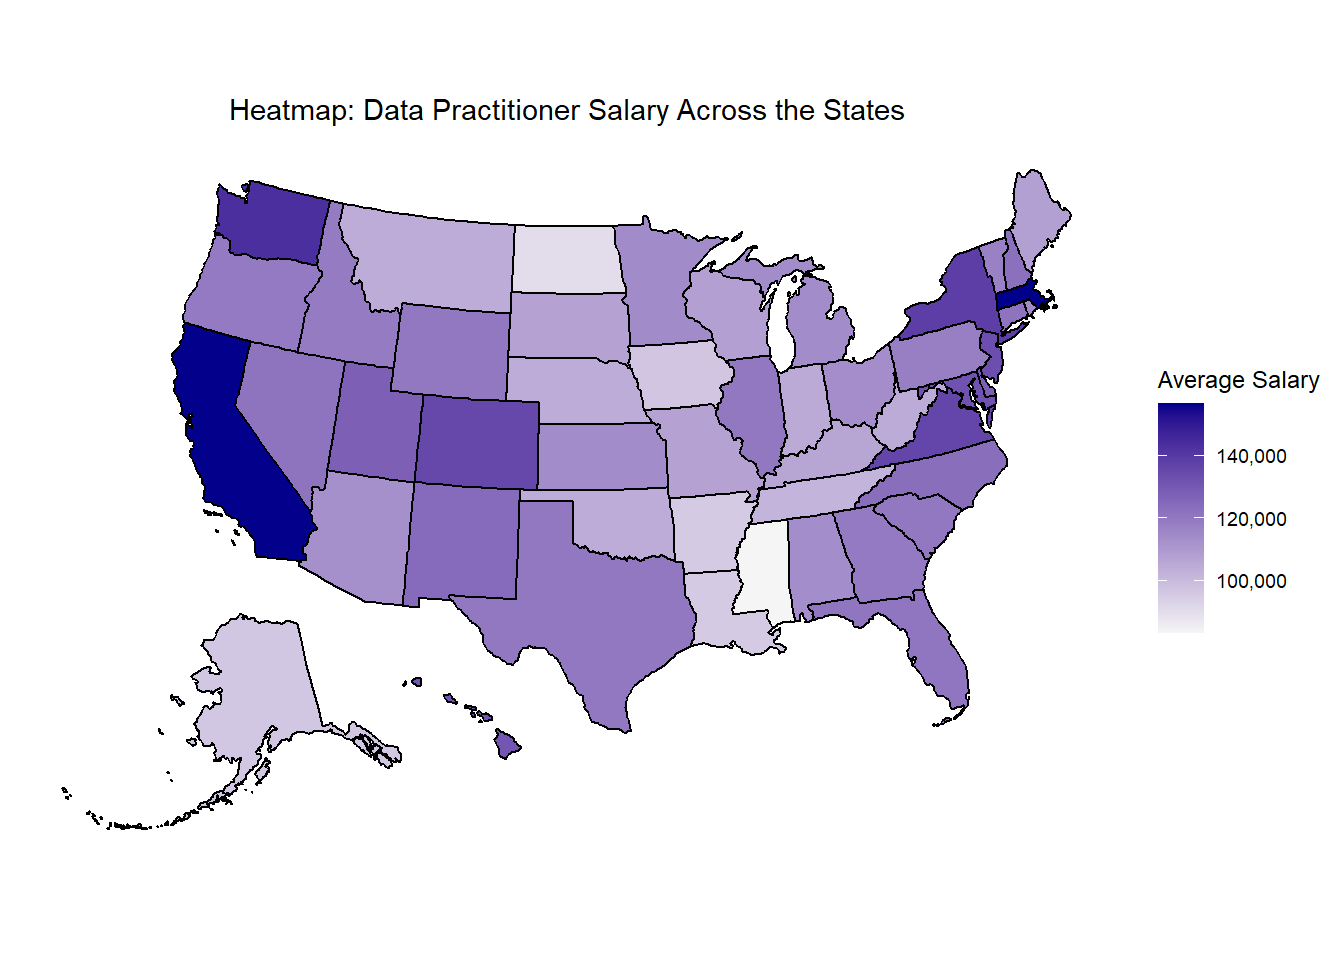 Heatmap: Data Practitioner Salary Across the States
Average Salary
140,000
120,000
100,000